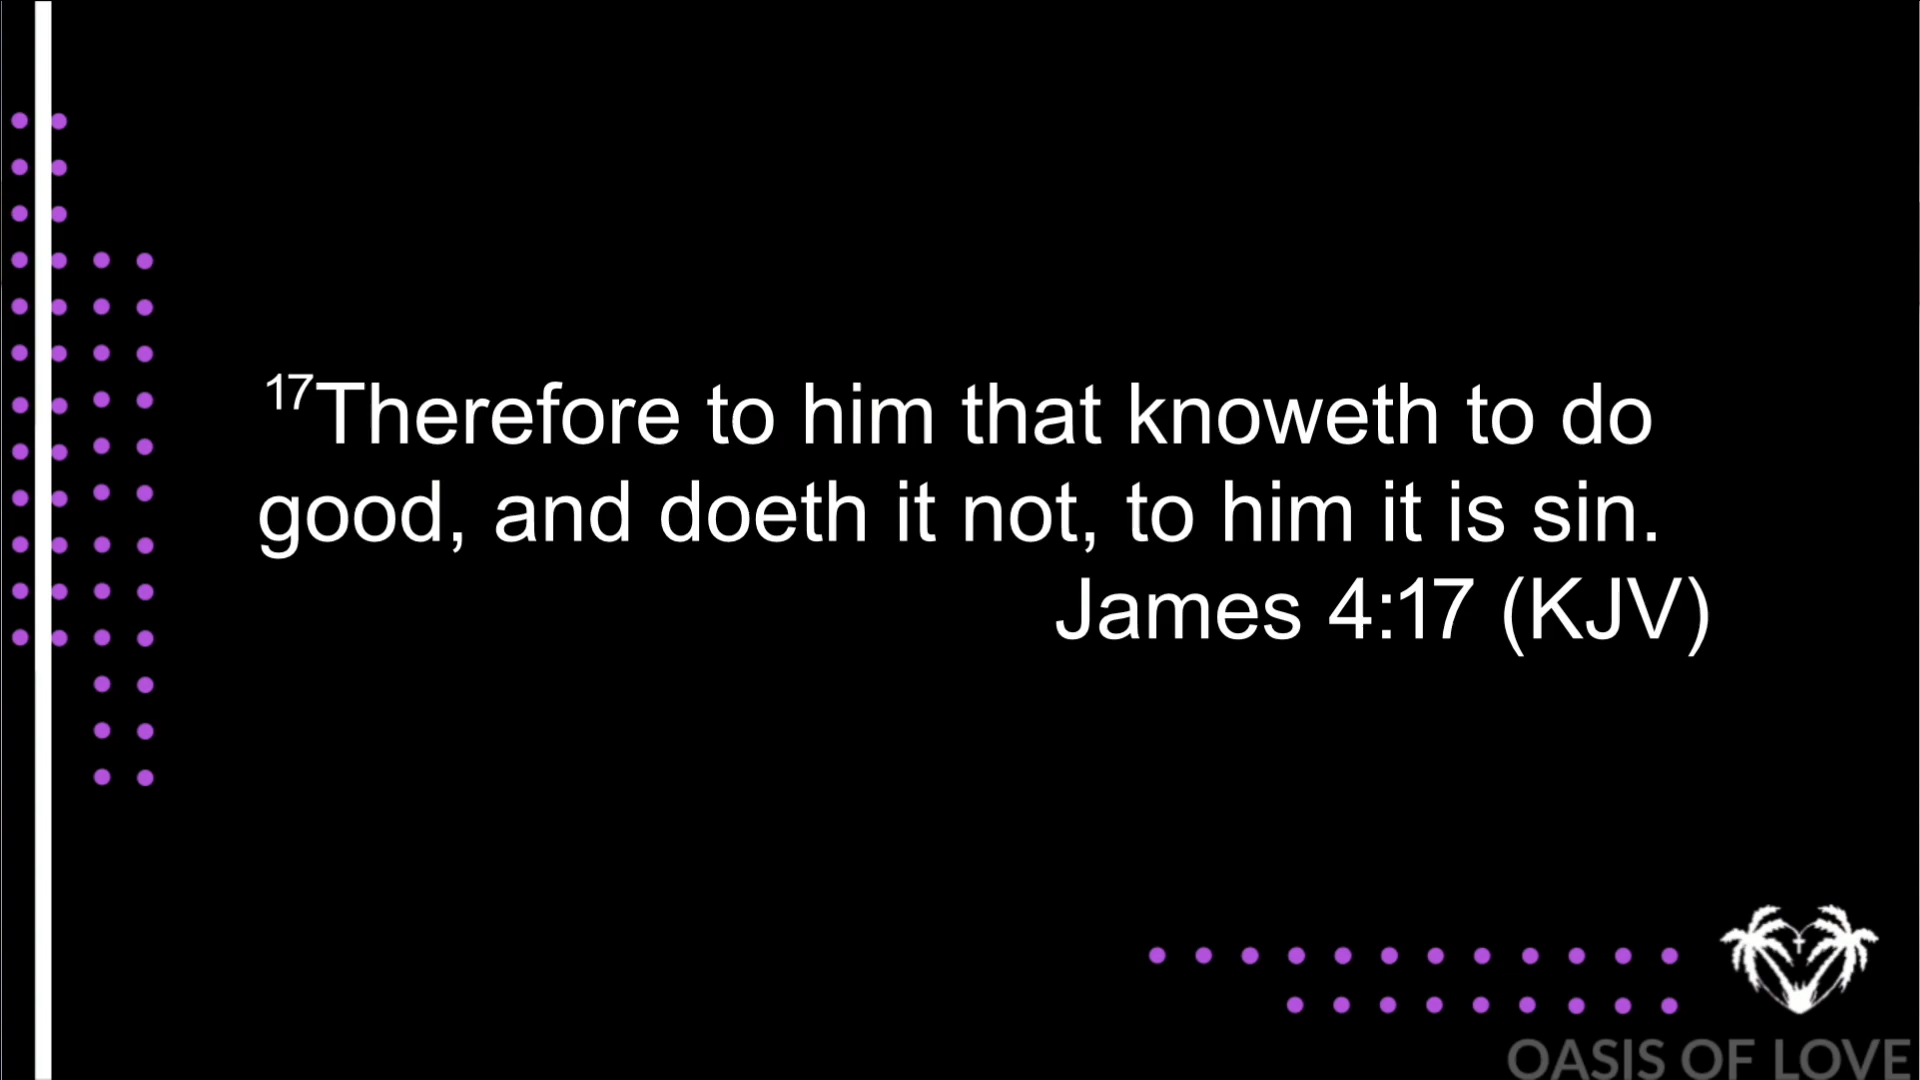 17Therefore to him that knoweth to do
good, and doeth it not, to him it is sin.
James 4:17 (KJV)
OASIS OF LOVE